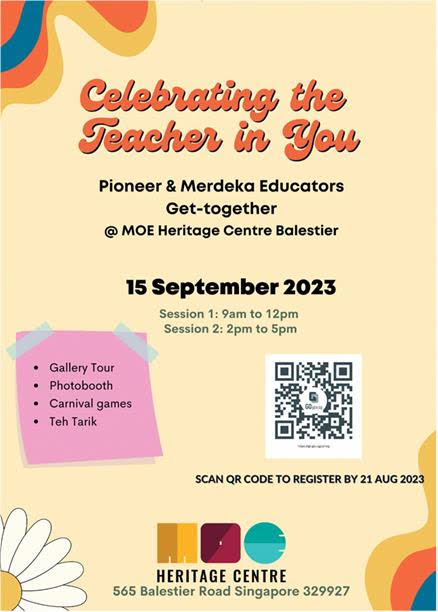 Celebrating the
Teacher in You
Pioneer & Merdeka Educators
Get-together
@ MOE Heritage Centre Balestier
15 September 2023
Session 1: 9am to 12pm
Session 2: 2pm to 5pm
• Gallery Tour
• Photobooth
• Carnival games
• Teh Tarik
SCAN QR CODE TO REGISTER BY 21 AUG 2023
MOE
HERITAGE CENTRE
565 Balestier Road Singapore 329927